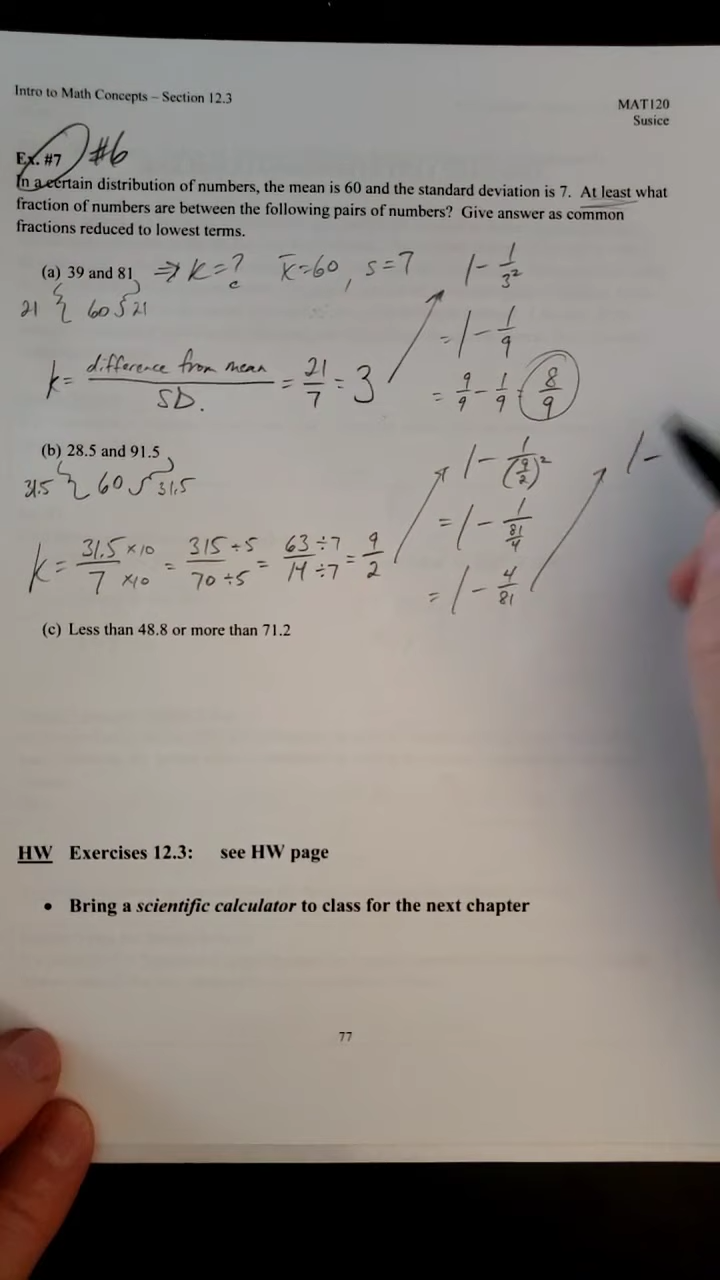 Intro to Math Concepts – Section 12.3
MAT120
Susice
Ex. #7 #6
In a certain distribution of numbers, the mean is 60 and the standard deviation is 7. At least what
fraction of numbers are between the following pairs of numbers? Give answer as common
fractions reduced to lowest terms.
(a) 39 and 81 ⇒ K=? x̄=60, s=7
21 { 60 } 21
K = difference from mean / SD. = 21/7 = 3
1 - 1/3²
= 1 - 1/9
= 9/9 - 1/9 = 8/9
(b) 28.5 and 91.5
31.5 { 60 } 31.5
K = 31.5 ×10 / 7 ×10 = 315 ÷5 / 70 ÷5 = 63 ÷7 / 14 ÷7 = 9/2
1 - 1/(9/2)²
= 1 - 1/(81/4)
= 1 - 4/81
1 -
(c) Less than 48.8 or more than 71.2
HW Exercises 12.3: see HW page
• Bring a scientific calculator to class for the next chapter
77